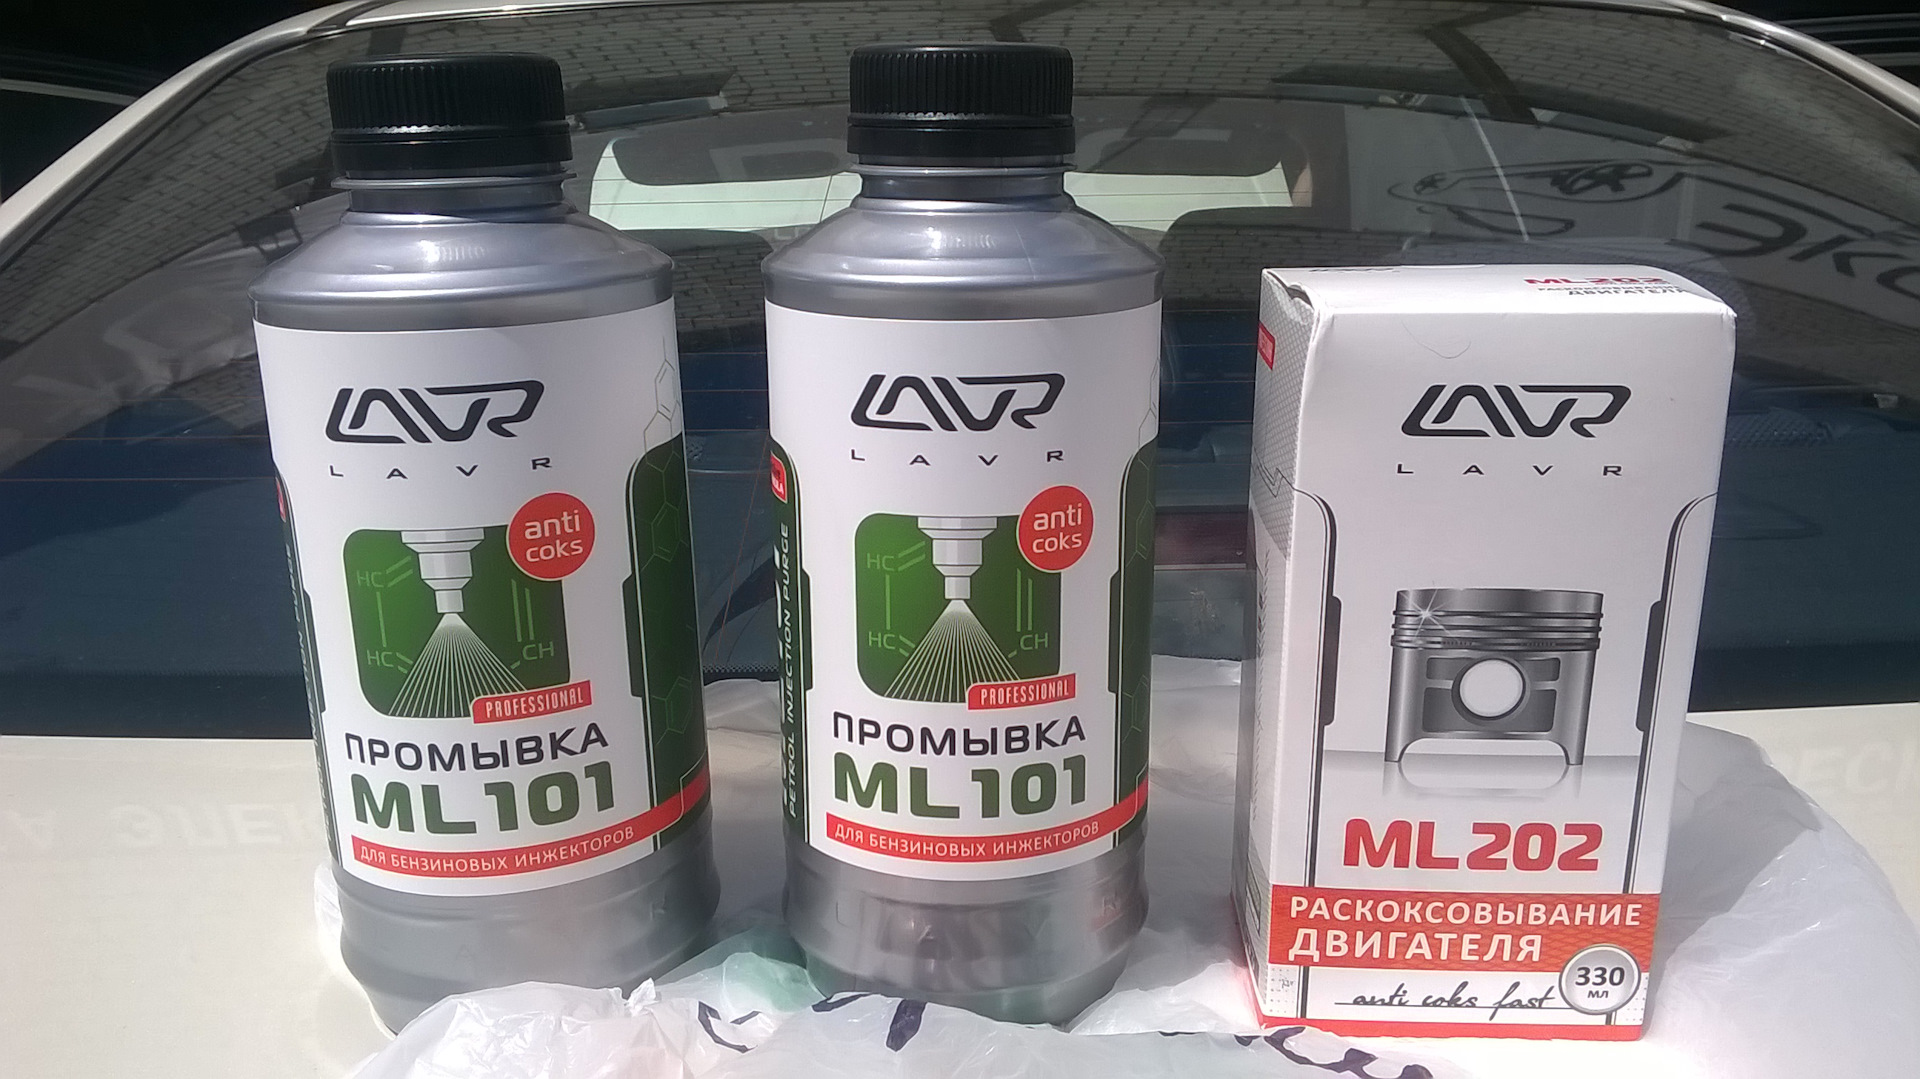 LAVR
LAVR
anti
coks
HC
HC
CH
PROFESSIONAL
ПРОМЫВКА
ML101
ДЛЯ БЕНЗИНОВЫХ ИНЖЕКТОРОВ
LAVR
LAVR
anti
coks
HC
HC
CH
PROFESSIONAL
ПРОМЫВКА
ML101
ДЛЯ БЕНЗИНОВЫХ ИНЖЕКТОРОВ
PETROL INJECTION PURGE
ML202
РАСКОКСОВЫВАНИЕ
ДВИГАТЕЛЯ
LAVR
LAVR
ML202
РАСКОКСОВЫВАНИЕ
ДВИГАТЕЛЯ
anti coks fast
330
МЛ